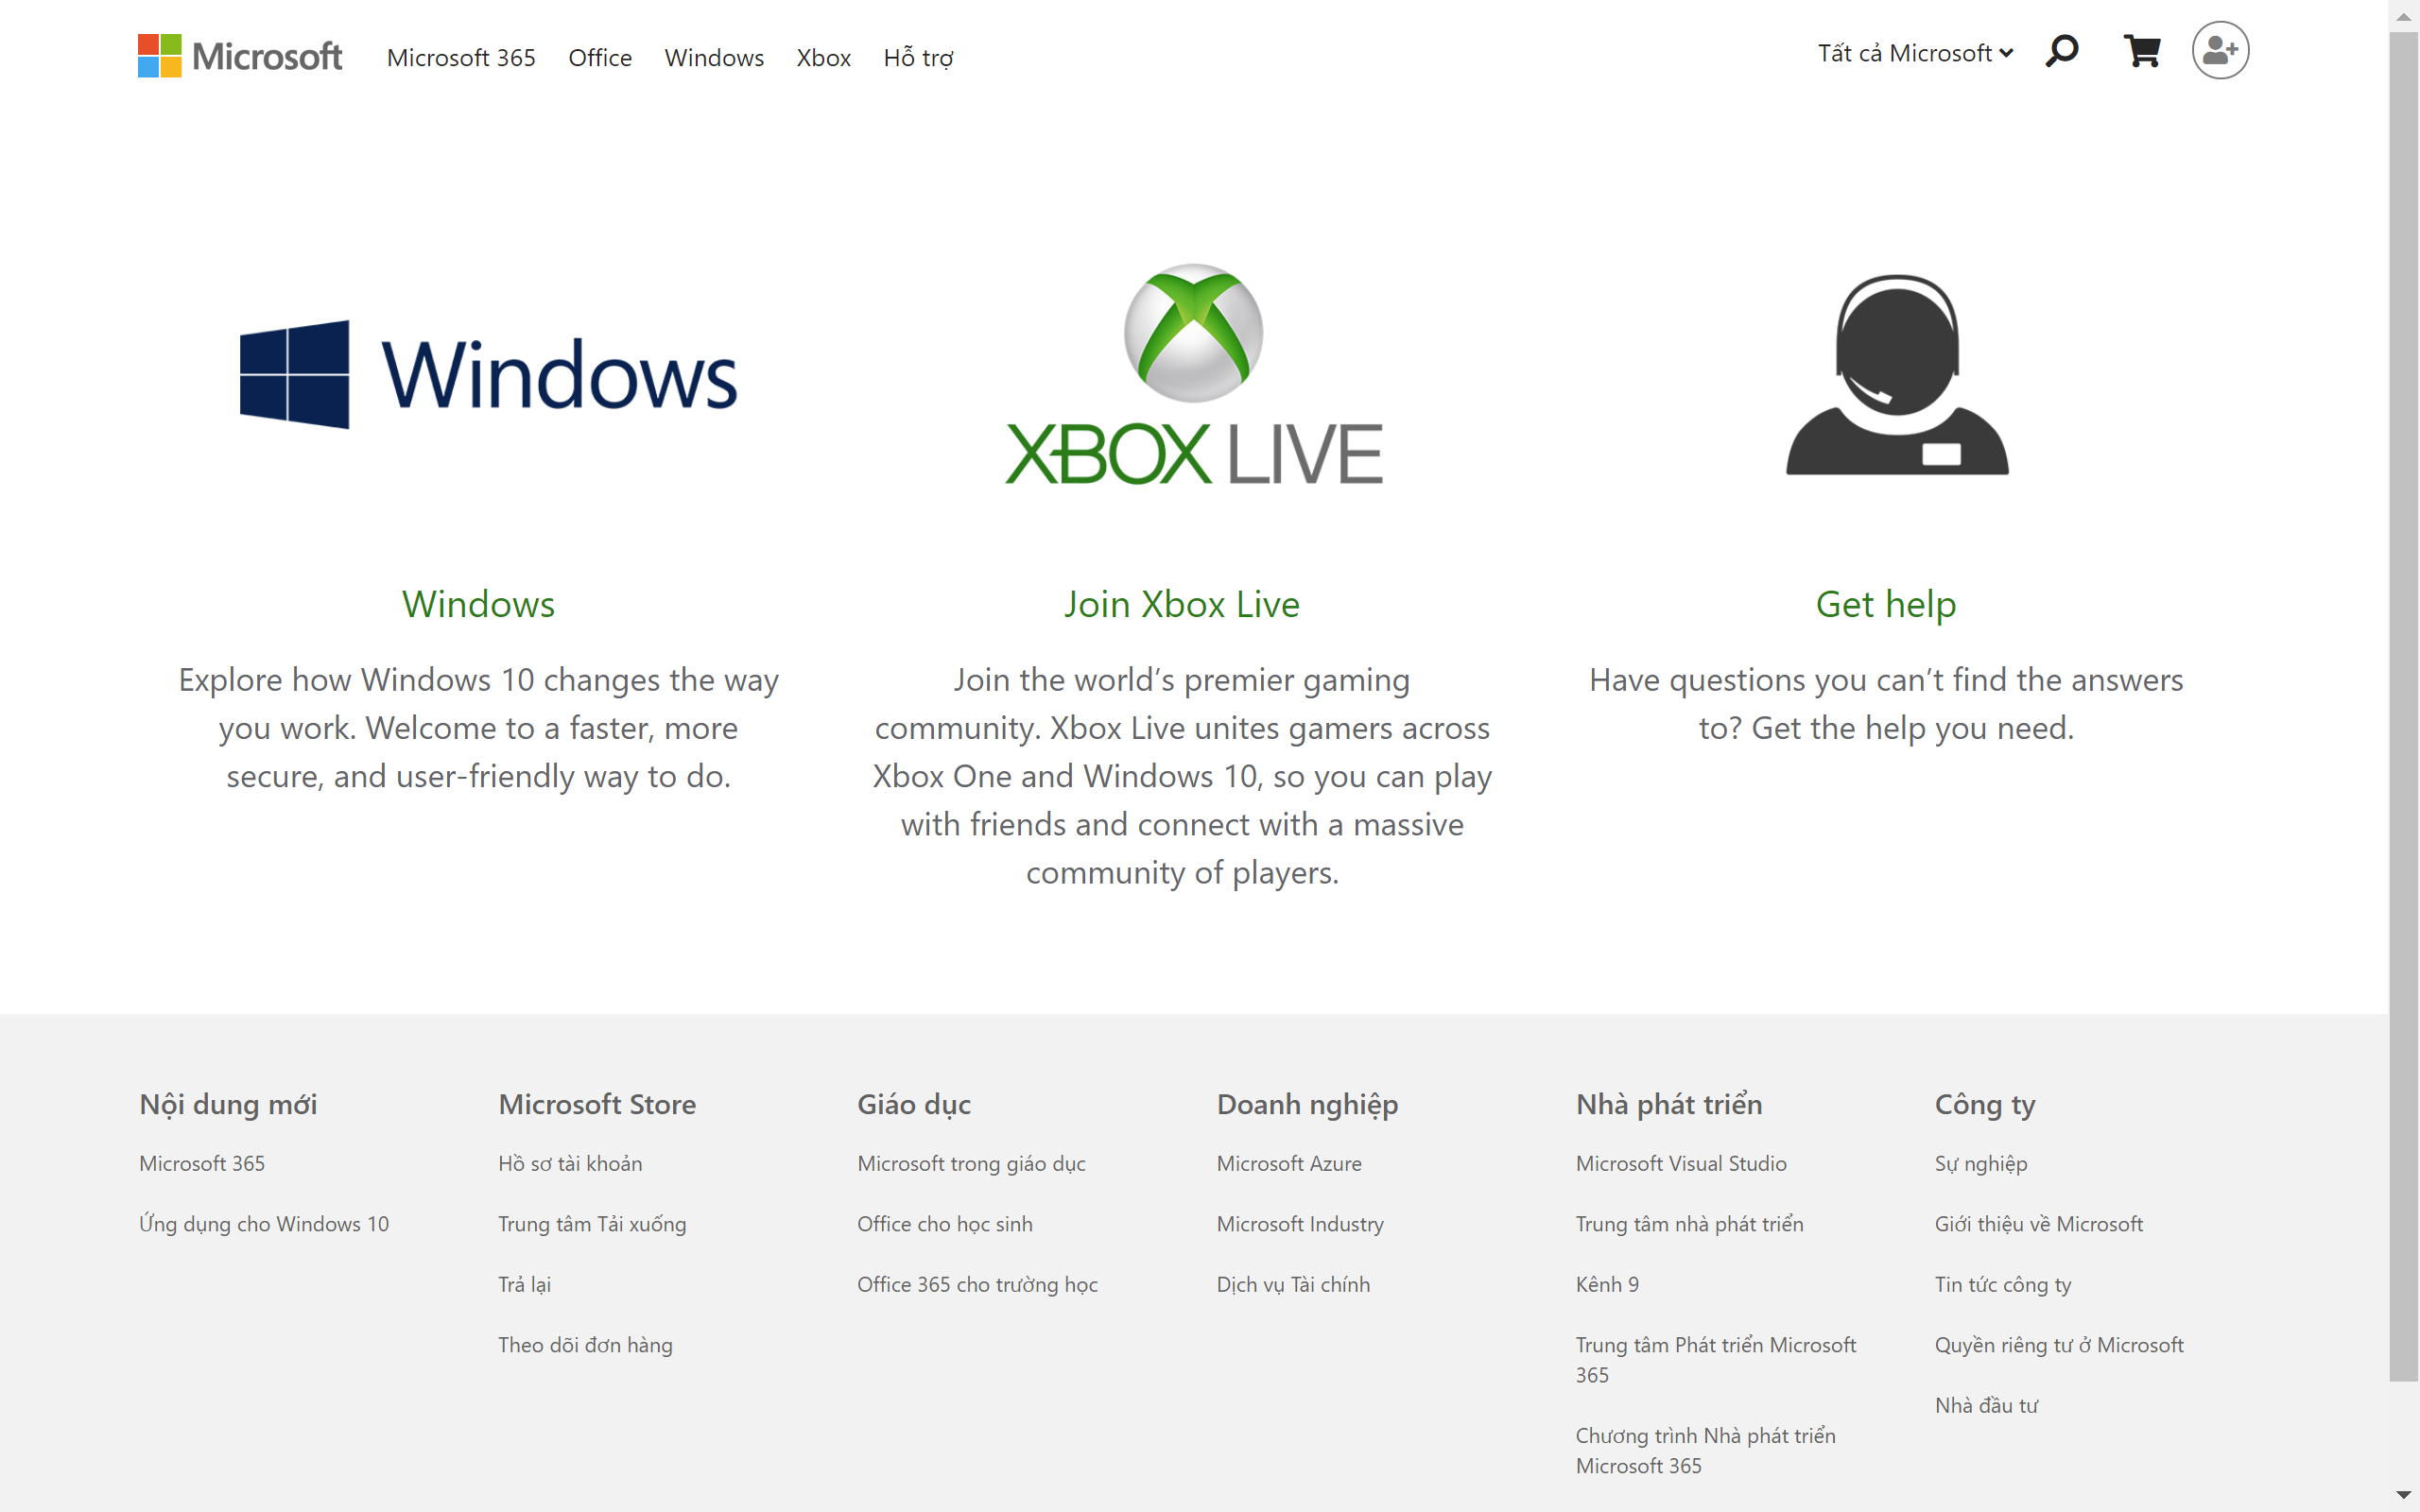 Microsoft
Microsoft 365
Office
Windows
Xbox
Hỗ trợ
Tất cả Microsoft
Windows
XBOX LIVE
Windows
Explore how Windows 10 changes the way
you work. Welcome to a faster, more
secure, and user-friendly way to do.
Join Xbox Live
Join the world’s premier gaming
community. Xbox Live unites gamers across
Xbox One and Windows 10, so you can play
with friends and connect with a massive
community of players.
Get help
Have questions you can’t find the answers
to? Get the help you need.
Nội dung mới
Microsoft 365
Ứng dụng cho Windows 10
Microsoft Store
Hồ sơ tài khoản
Trung tâm Tải xuống
Trả lại
Theo dõi đơn hàng
Giáo dục
Microsoft trong giáo dục
Office cho học sinh
Office 365 cho trường học
Doanh nghiệp
Microsoft Azure
Microsoft Industry
Dịch vụ Tài chính
Nhà phát triển
Microsoft Visual Studio
Trung tâm nhà phát triển
Kênh 9
Trung tâm Phát triển Microsoft
365
Chương trình Nhà phát triển
Microsoft 365
Công ty
Sự nghiệp
Giới thiệu về Microsoft
Tin tức công ty
Quyền riêng tư ở Microsoft
Nhà đầu tư